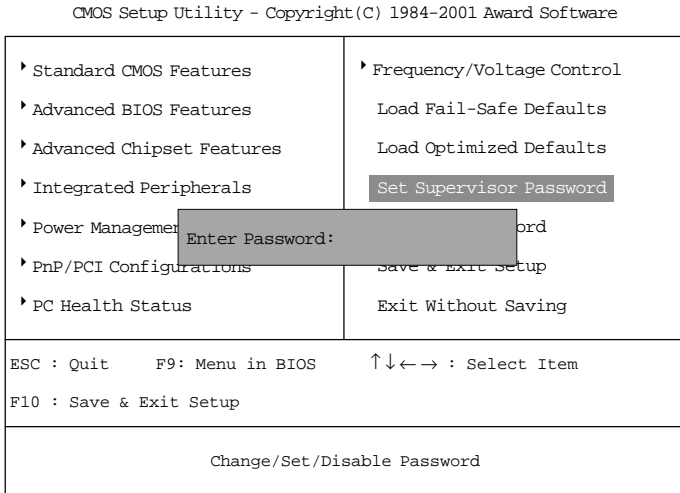 CMOS Setup Utility - Copyright(C) 1984-2001 Award Software
Standard CMOS Features
Advanced BIOS Features
Advanced Chipset Features
Integrated Peripherals
Power Managemen
PnP/PCI Configurations
PC Health Status
Frequency/Voltage Control
Load Fail-Safe Defaults
Load Optimized Defaults
Set Supervisor Password
ord
Save & Exit Setup
Exit Without Saving
Enter Password:
ESC : Quit F9: Menu in BIOS ↑↓←→ : Select Item
F10 : Save & Exit Setup
Change/Set/Disable Password